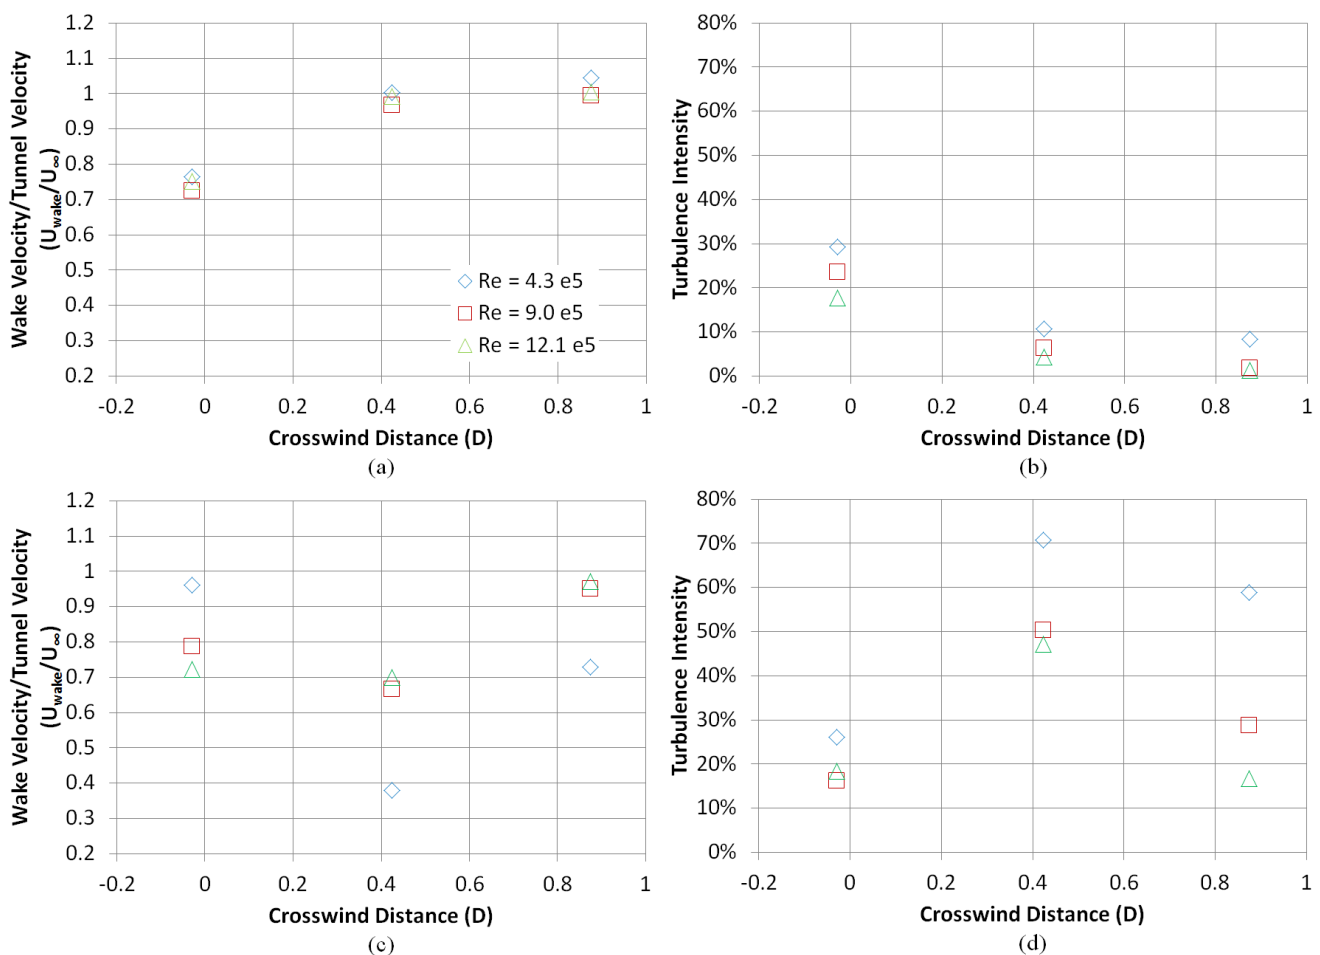 Wake Velocity/Tunnel Velocity
(U_wake/U_∞)
1.2
1.1
1
0.9
0.8
0.7
0.6
0.5
0.4
0.3
0.2
-0.2 0 0.2 0.4 0.6 0.8 1
Re = 4.3 e5
Re = 9.0 e5
Re = 12.1 e5
Crosswind Distance (D)
(a)
Turbulence Intensity
80%
70%
60%
50%
40%
30%
20%
10%
0%
-0.2 0 0.2 0.4 0.6 0.8 1
Crosswind Distance (D)
(b)
Wake Velocity/Tunnel Velocity
(U_wake/U_∞)
1.2
1.1
1
0.9
0.8
0.7
0.6
0.5
0.4
0.3
0.2
-0.2 0 0.2 0.4 0.6 0.8 1
Crosswind Distance (D)
(c)
Turbulence Intensity
80%
70%
60%
50%
40%
30%
20%
10%
0%
-0.2 0 0.2 0.4 0.6 0.8 1
Crosswind Distance (D)
(d)